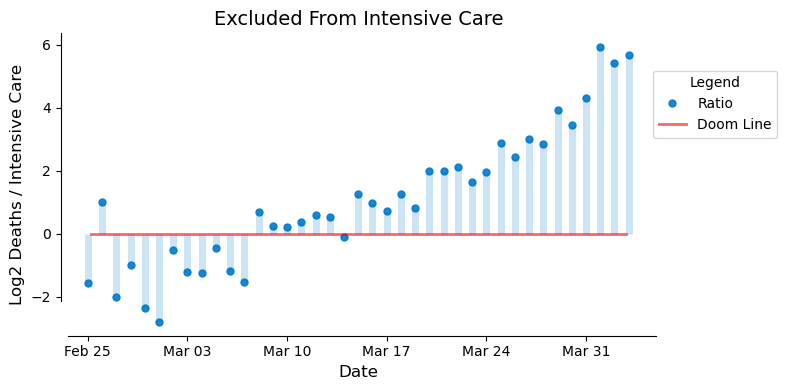 Excluded From Intensive Care
Log2 Deaths / Intensive Care
6
4
2
0
−2
Feb 25
Mar 03
Mar 10
Mar 17
Mar 24
Mar 31
Date
Legend
Ratio
Doom Line